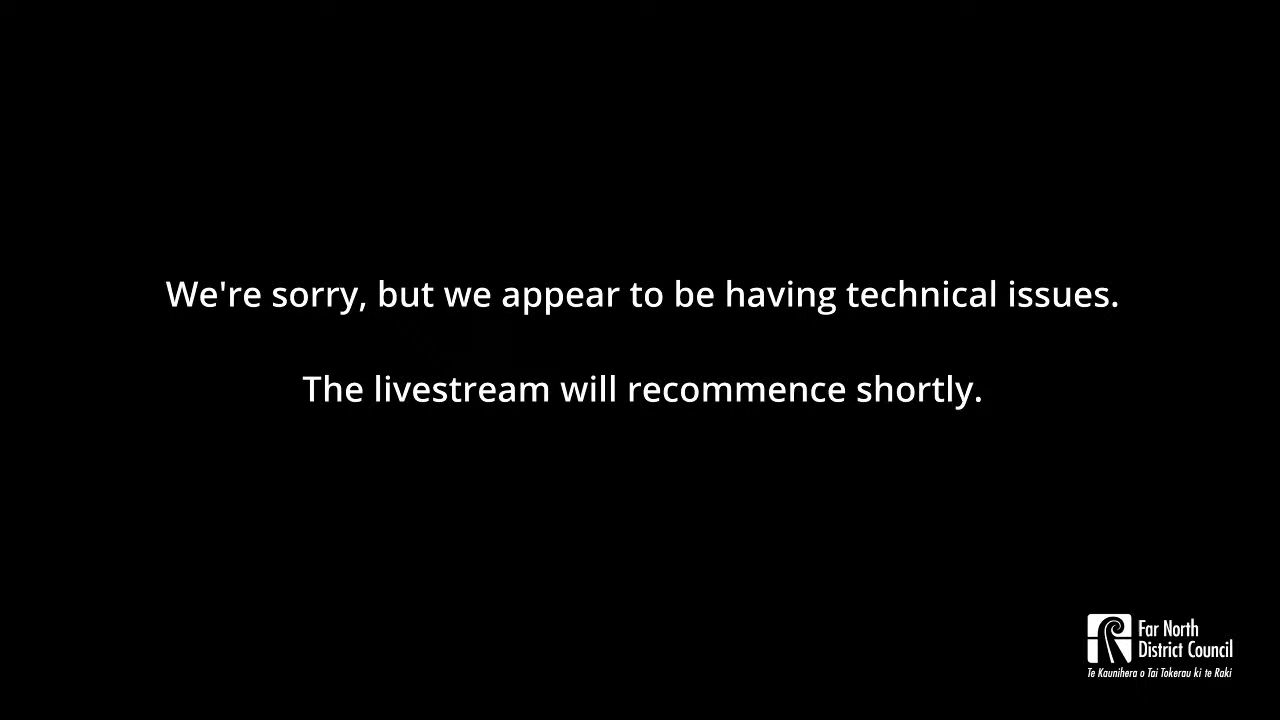 We're sorry, but we appear to be having technical issues.
The livestream will recommence shortly.
Far North
District Council
Te Kaunihera o Tai Tokerau ki te Raki